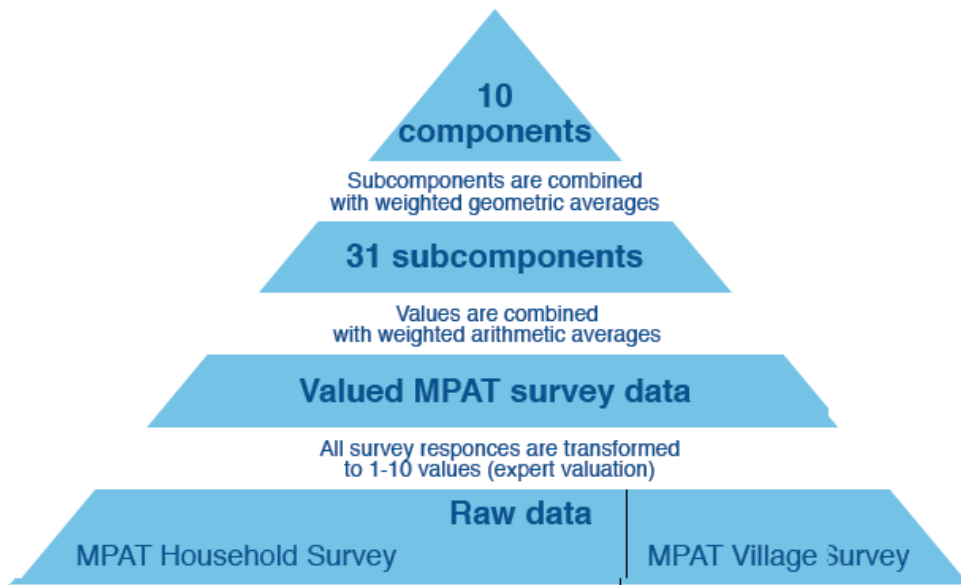 10
components
Subcomponents are combined
with weighted geometric averages
31 subcomponents
Values are combined
with weighted arithmetic averages
Valued MPAT survey data
All survey responces are transformed
to 1-10 values (expert valuation)
Raw data
MPAT Household Survey
MPAT Village Survey